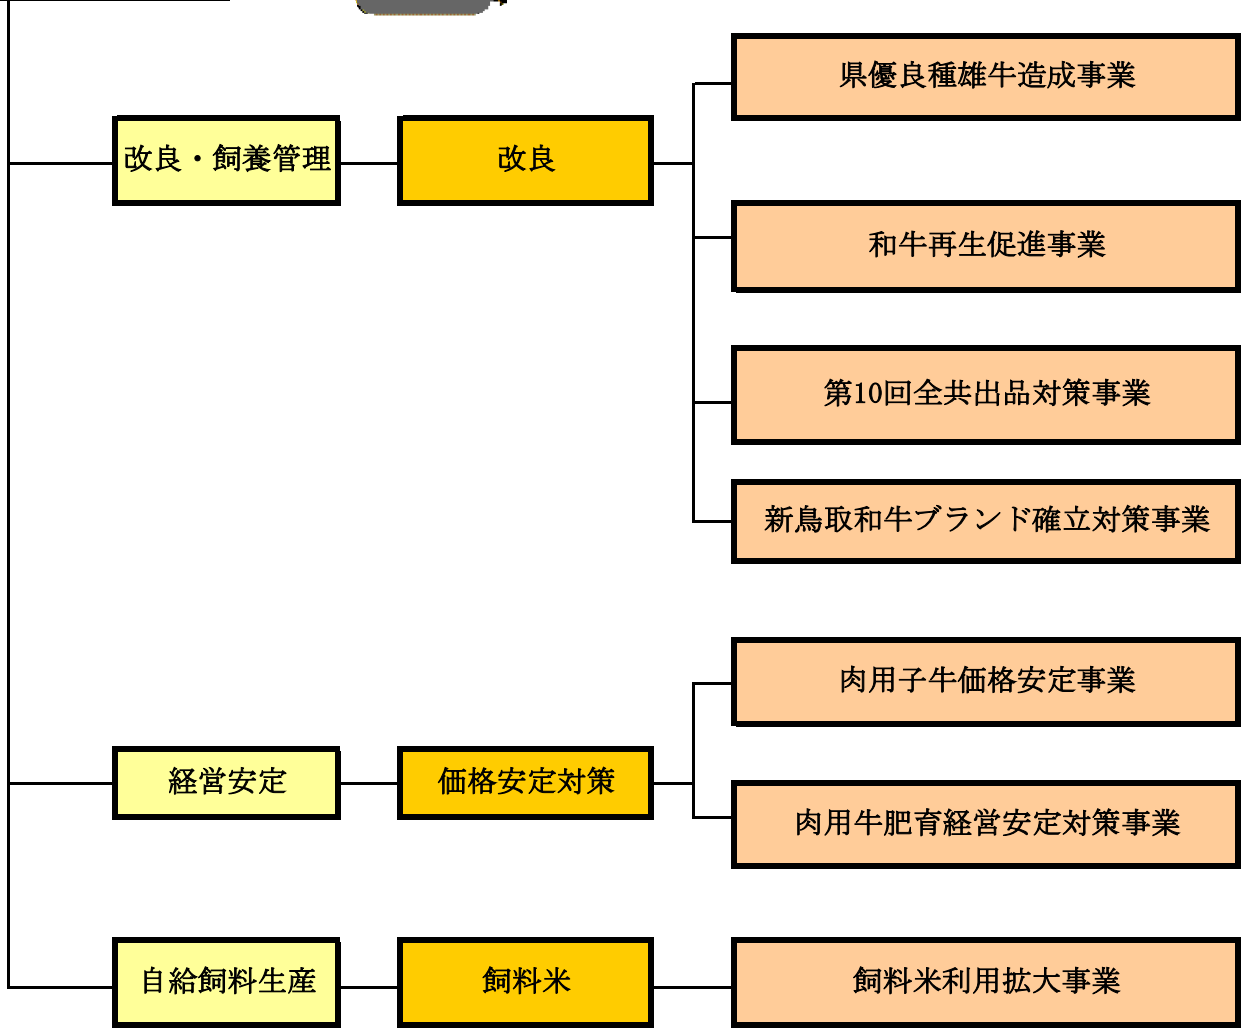 県優良種雄牛造成事業
改良・飼養管理
改良
和牛再生促進事業
第10回全共出品対策事業
新鳥取和牛ブランド確立対策事業
肉用子牛価格安定事業
経営安定
価格安定対策
肉用牛肥育経営安定対策事業
自給飼料生産
飼料米
飼料米利用拡大事業